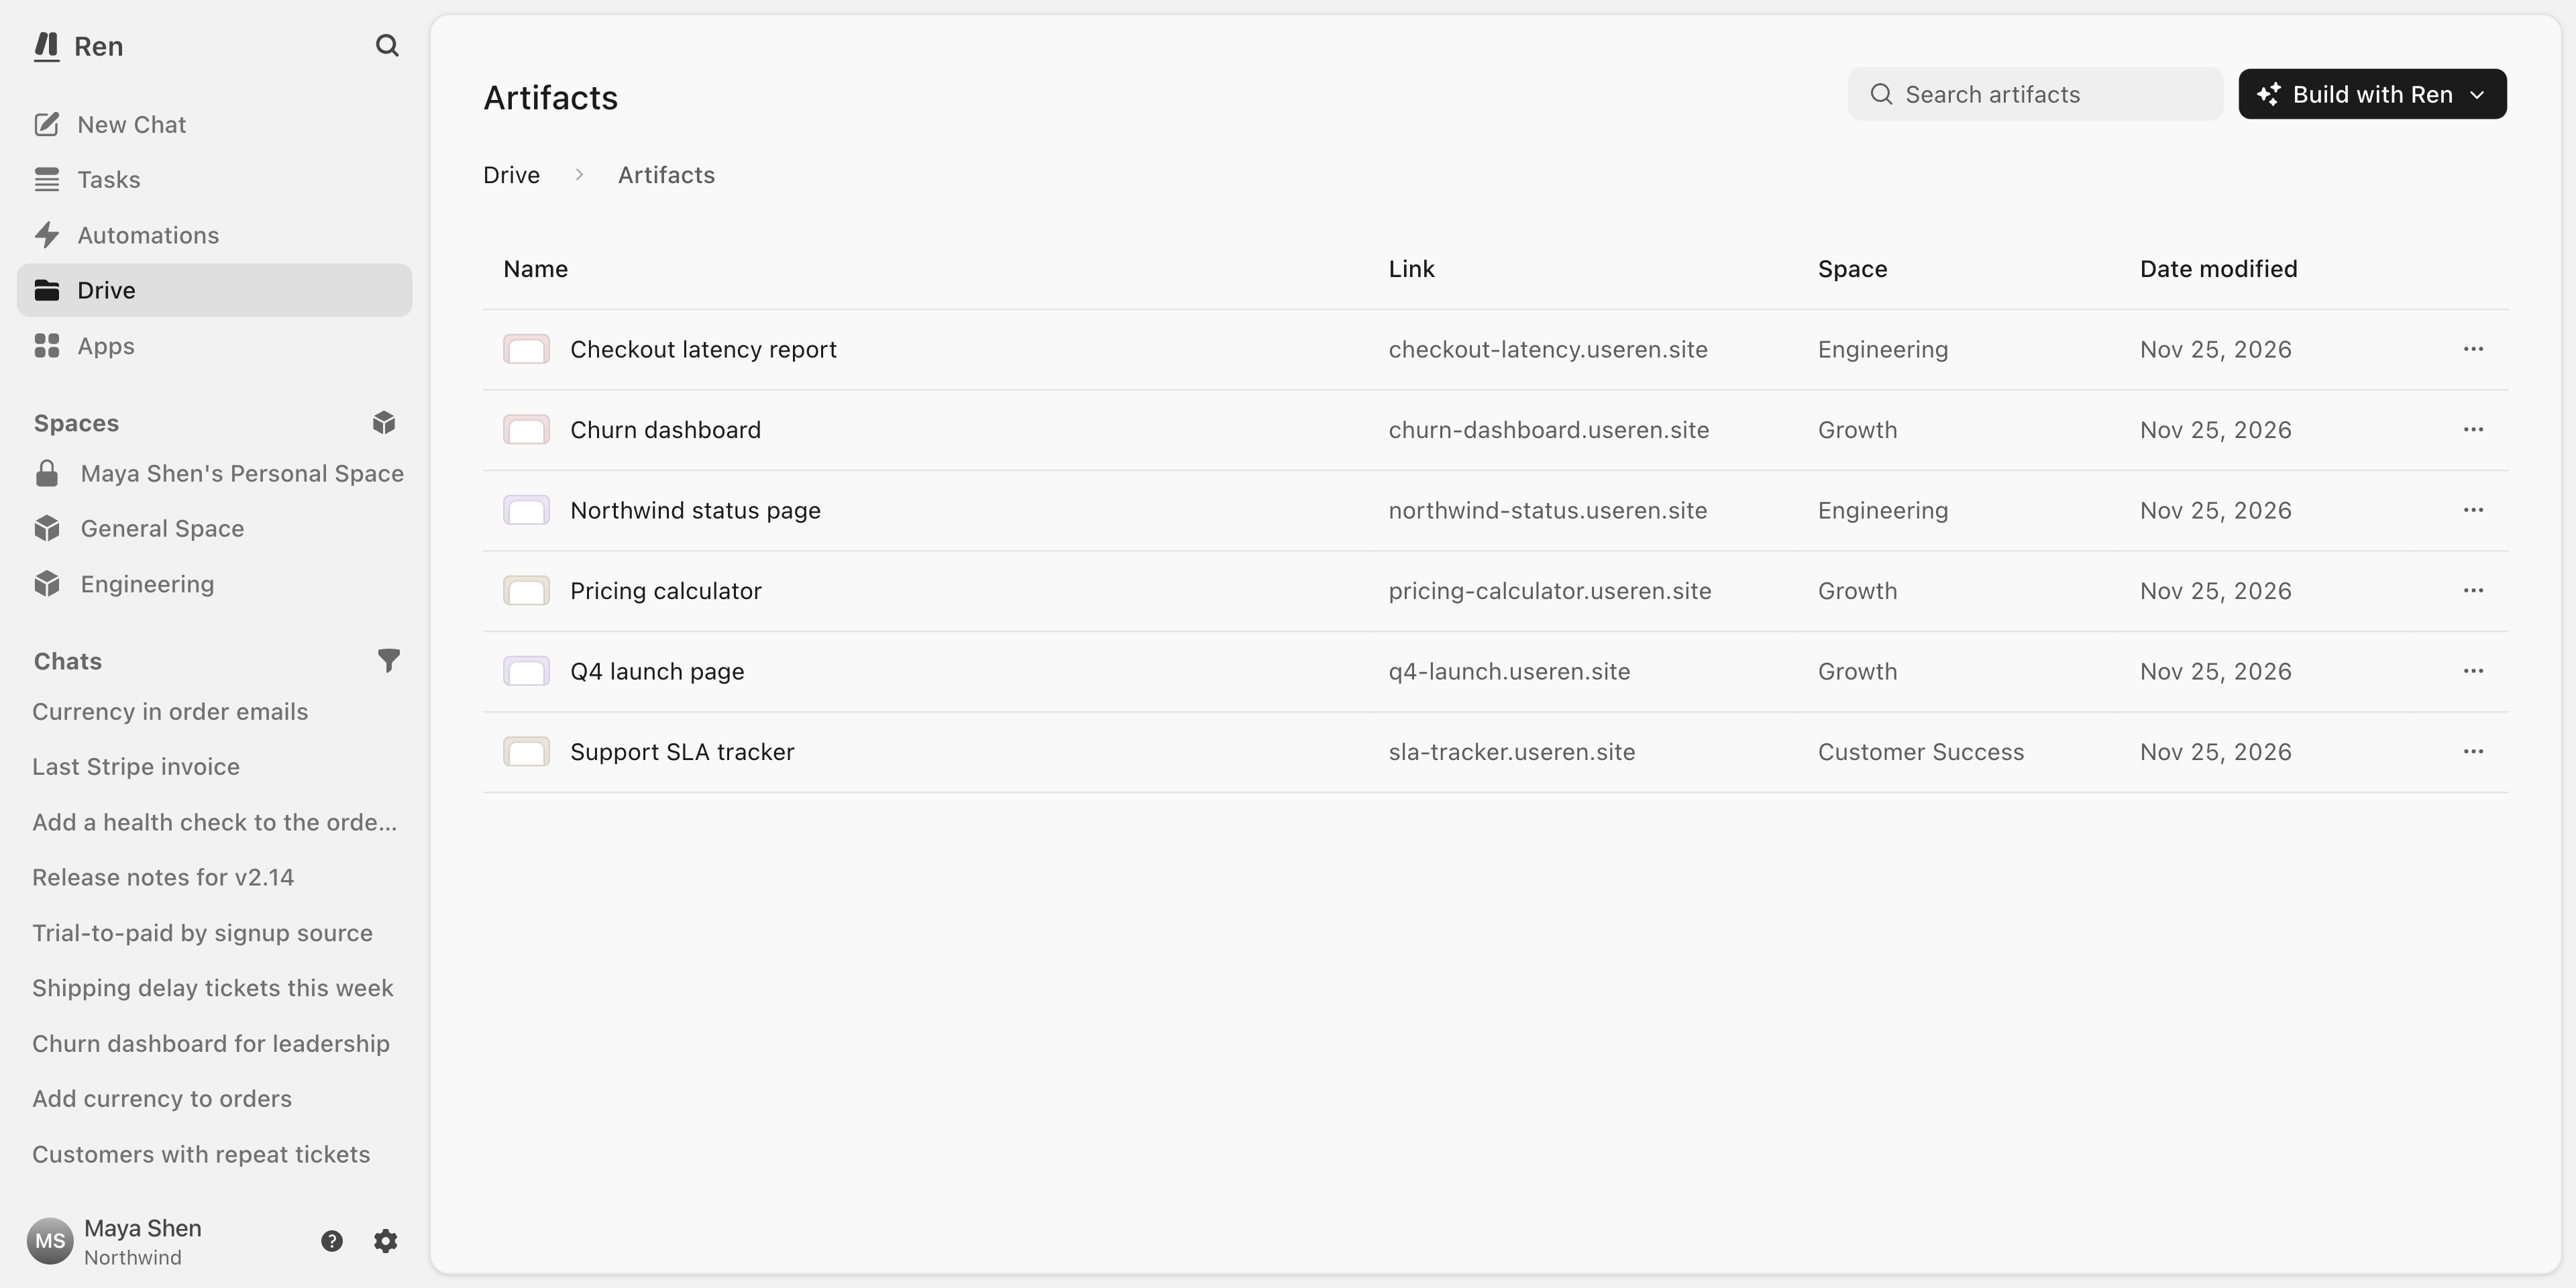 Ren
New Chat
Tasks
Automations
Drive
Apps
Spaces
Maya Shen's Personal Space
General Space
Engineering
Chats
Currency in order emails
Last Stripe invoice
Add a health check to the orde...
Release notes for v2.14
Trial-to-paid by signup source
Shipping delay tickets this week
Churn dashboard for leadership
Add currency to orders
Customers with repeat tickets
MS
Maya Shen
Northwind
?
Artifacts
Search artifacts
Build with Ren
Drive > Artifacts
Name Link Space Date modified
Checkout latency report checkout-latency.useren.site Engineering Nov 25, 2026
Churn dashboard churn-dashboard.useren.site Growth Nov 25, 2026
Northwind status page northwind-status.useren.site Engineering Nov 25, 2026
Pricing calculator pricing-calculator.useren.site Growth Nov 25, 2026
Q4 launch page q4-launch.useren.site Growth Nov 25, 2026
Support SLA tracker sla-tracker.useren.site Customer Success Nov 25, 2026